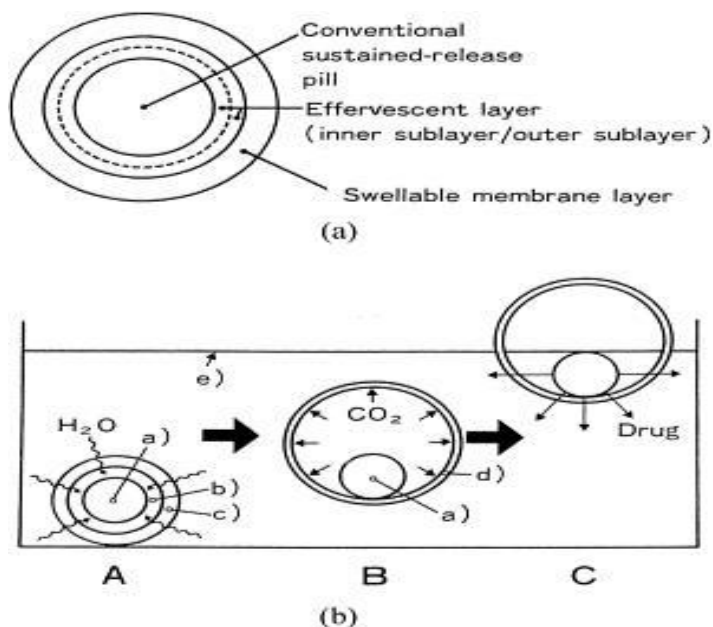 Conventional
sustained-release
pill
Effervescent layer
(inner sublayer/outer sublayer)
Swellable membrane layer
(a)
e)
H₂O
a)
b)
c)
CO₂
d)
a)
Drug
A
B
C
(b)